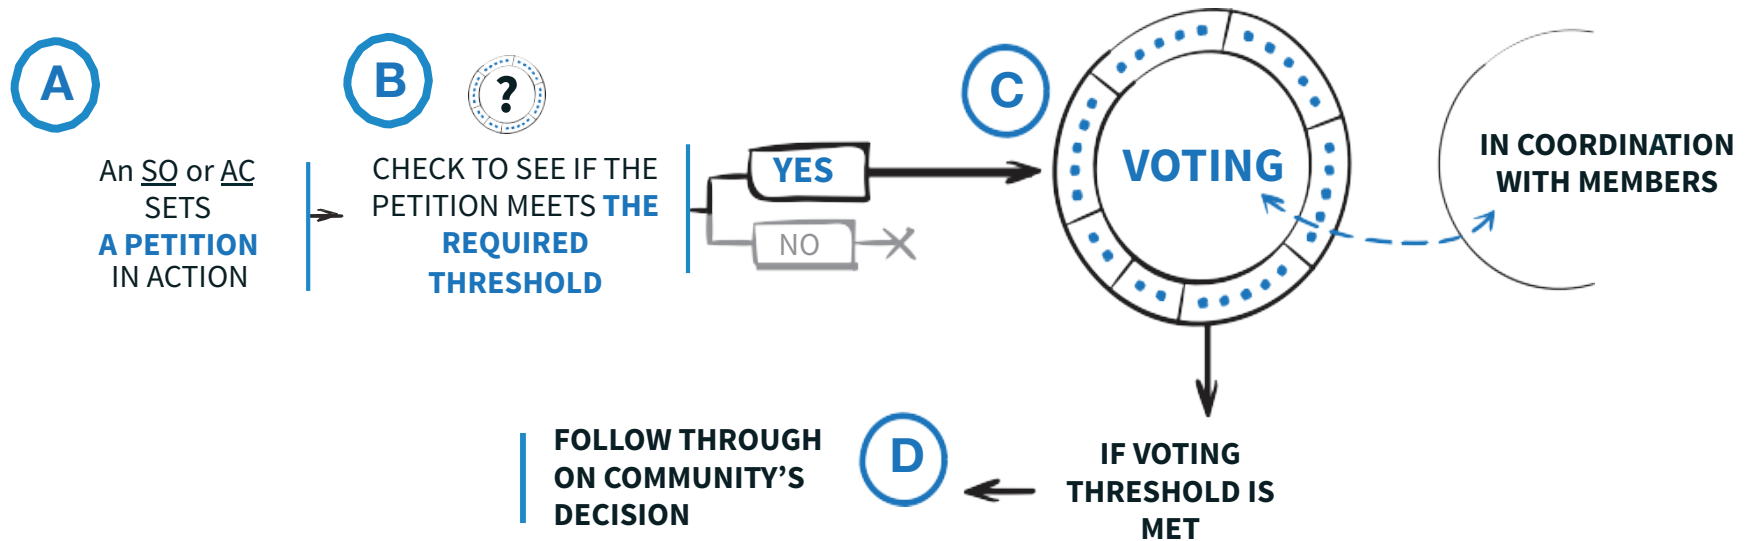 A
An SO or AC
SETS
A PETITION
IN ACTION
B
?
CHECK TO SEE IF THE
PETITION MEETS THE
REQUIRED
THRESHOLD
YES
NO
C
VOTING
IN COORDINATION
WITH MEMBERS
IF VOTING
THRESHOLD IS
MET
D
FOLLOW THROUGH
ON COMMUNITY’S
DECISION